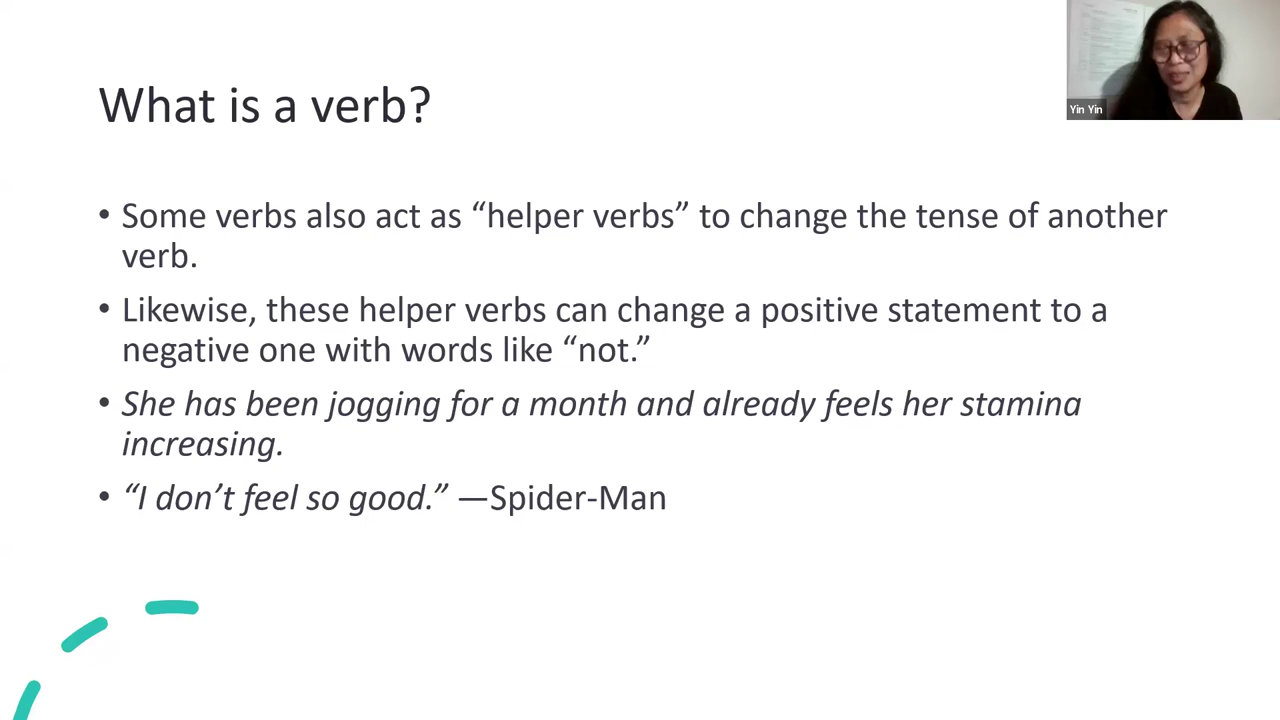 What is a verb?
Yin Yin
• Some verbs also act as “helper verbs” to change the tense of another
verb.
• Likewise, these helper verbs can change a positive statement to a
negative one with words like “not.”
• She has been jogging for a month and already feels her stamina
increasing.
• “I don’t feel so good.” —Spider-Man